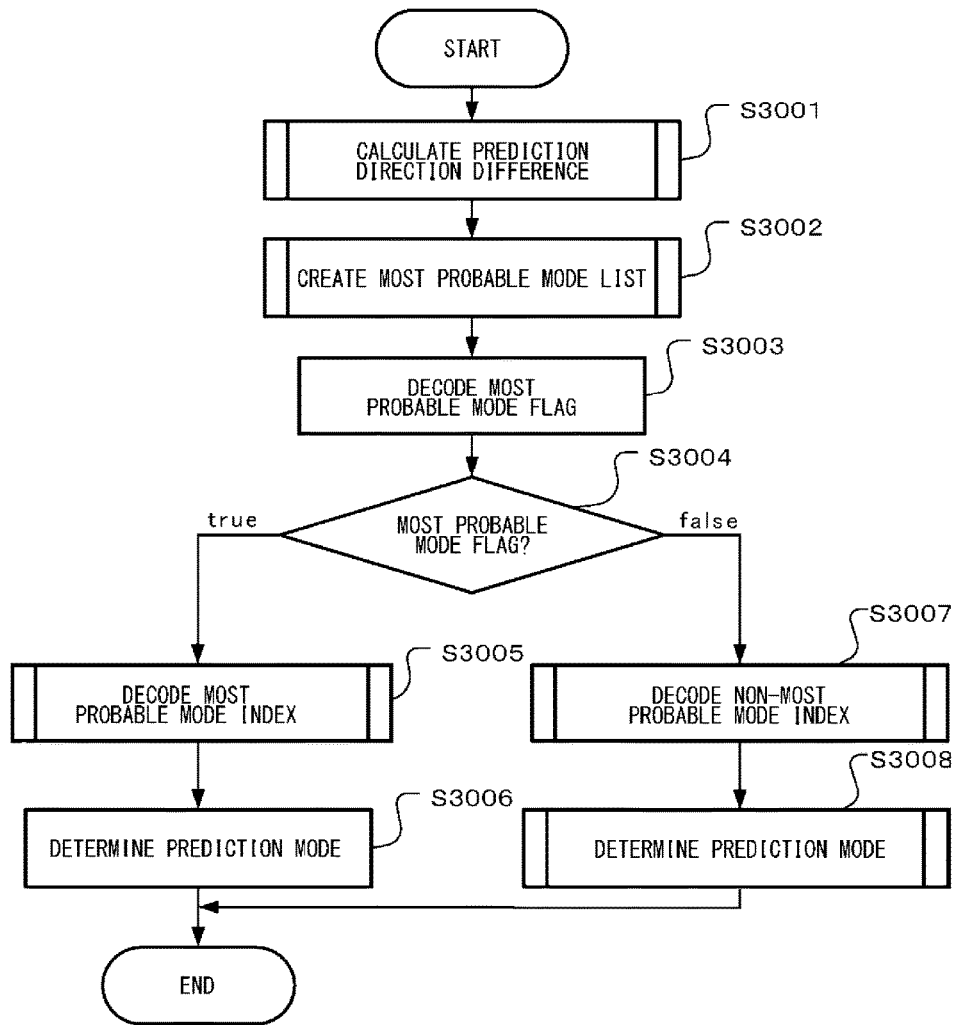 START
S3001
CALCULATE PREDICTION
DIRECTION DIFFERENCE
S3002
CREATE MOST PROBABLE MODE LIST
S3003
DECODE MOST
PROBABLE MODE FLAG
S3004
true
MOST PROBABLE
MODE FLAG?
false
S3005
DECODE MOST
PROBABLE MODE INDEX
S3007
DECODE NON-MOST
PROBABLE MODE INDEX
S3006
DETERMINE PREDICTION MODE
S3008
DETERMINE PREDICTION MODE
END